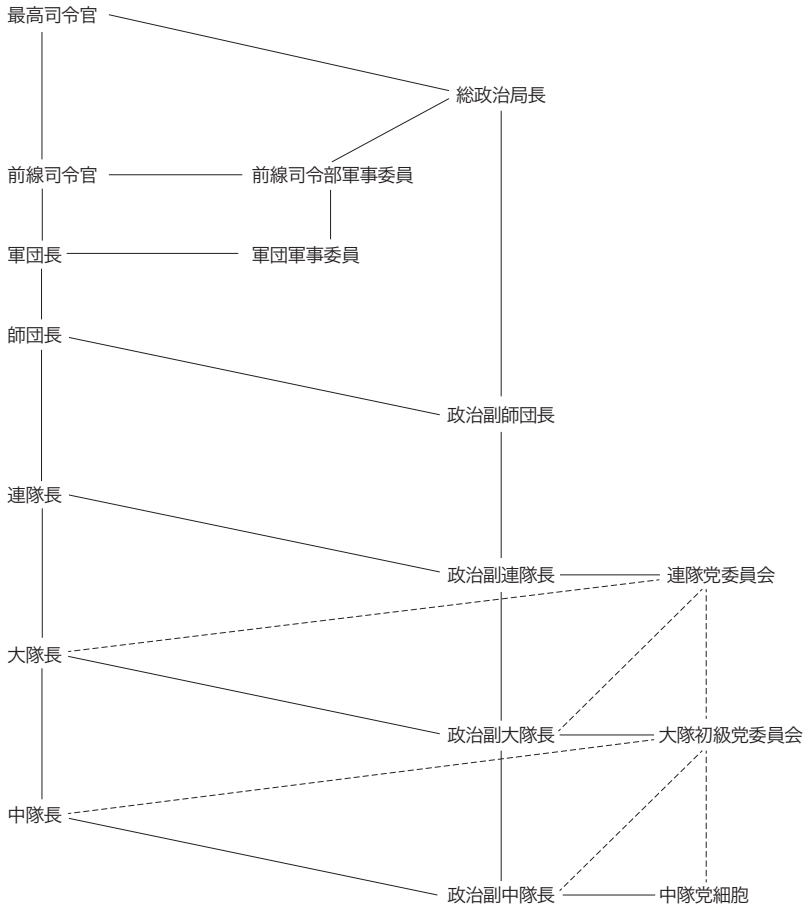 最高司令官
総政治局長
前線司令官
前線司令部軍事委員
軍団長
軍団軍事委員
師団長
政治副師団長
連隊長
政治副連隊長
連隊党委員会
大隊長
政治副大隊長
大隊初級党委員会
中隊長
政治副中隊長
中隊党細胞